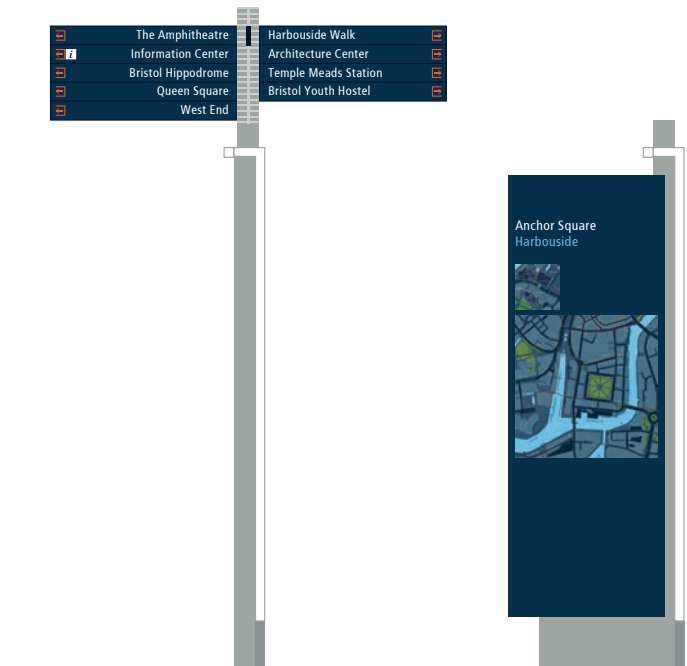 The Amphitheatre
i Information Center
Bristol Hippodrome
Queen Square
West End
Harbouside Walk
Architecture Center
Temple Meads Station
Bristol Youth Hostel
Anchor Square
Harbouside